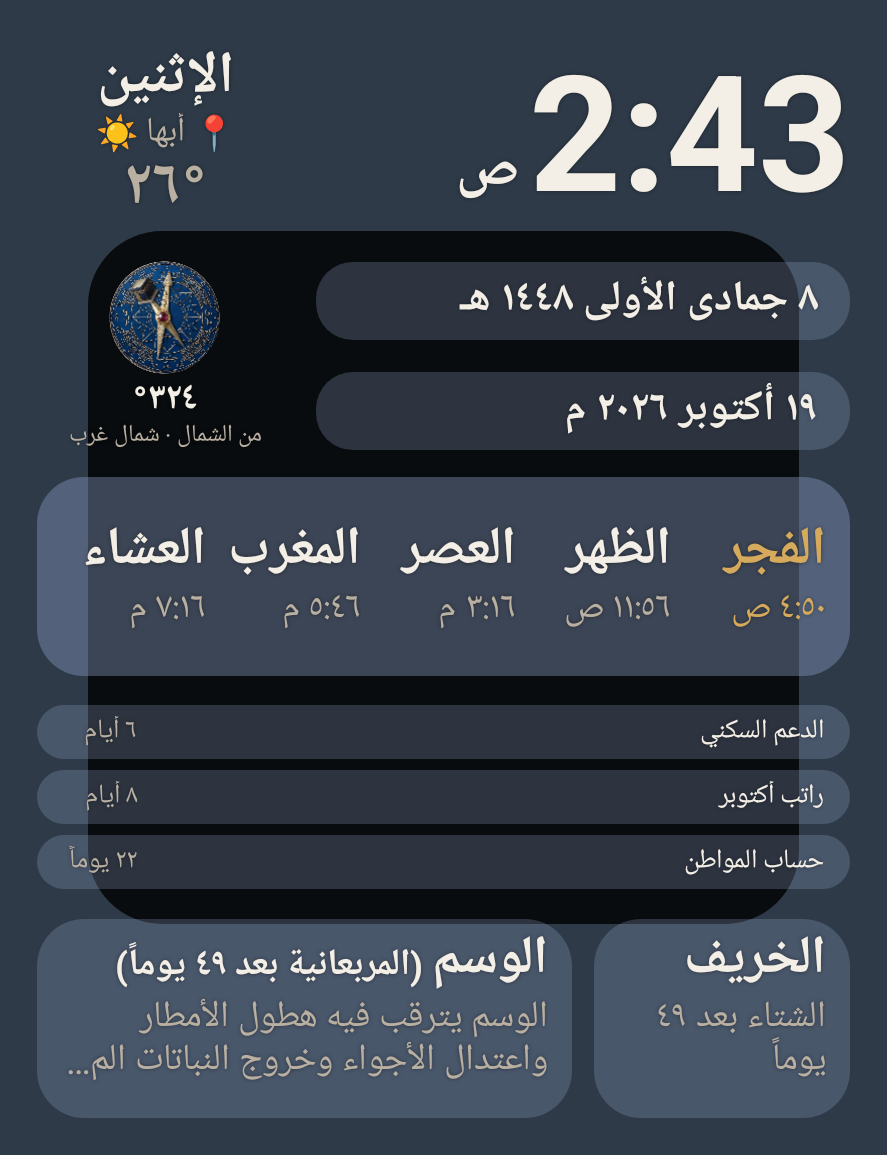 2:43 ص
الإثنين
📍 أبها ☀️
٢٦°
٨ جمادى الأولى ١٤٤٨ هـ
١٩ أكتوبر ٢٠٢٦ م
٣٢٤°
من الشمال · شمال غرب
الفجر الظهر العصر المغرب العشاء
٤:٥٠ ص ١١:٥٦ ص ٣:١٦ م ٥:٤٦ م ٧:١٦ م
الدعم السكني ٦ أيام
راتب أكتوبر ٨ أيام
حساب المواطن ٢٢ يوماً
الخريف
الشتاء بعد ٤٩
يوماً
الوسم (المربعانية بعد ٤٩ يوماً)
الوسم يترقب فيه هطول الأمطار
واعتدال الأجواء وخروج النباتات الم...